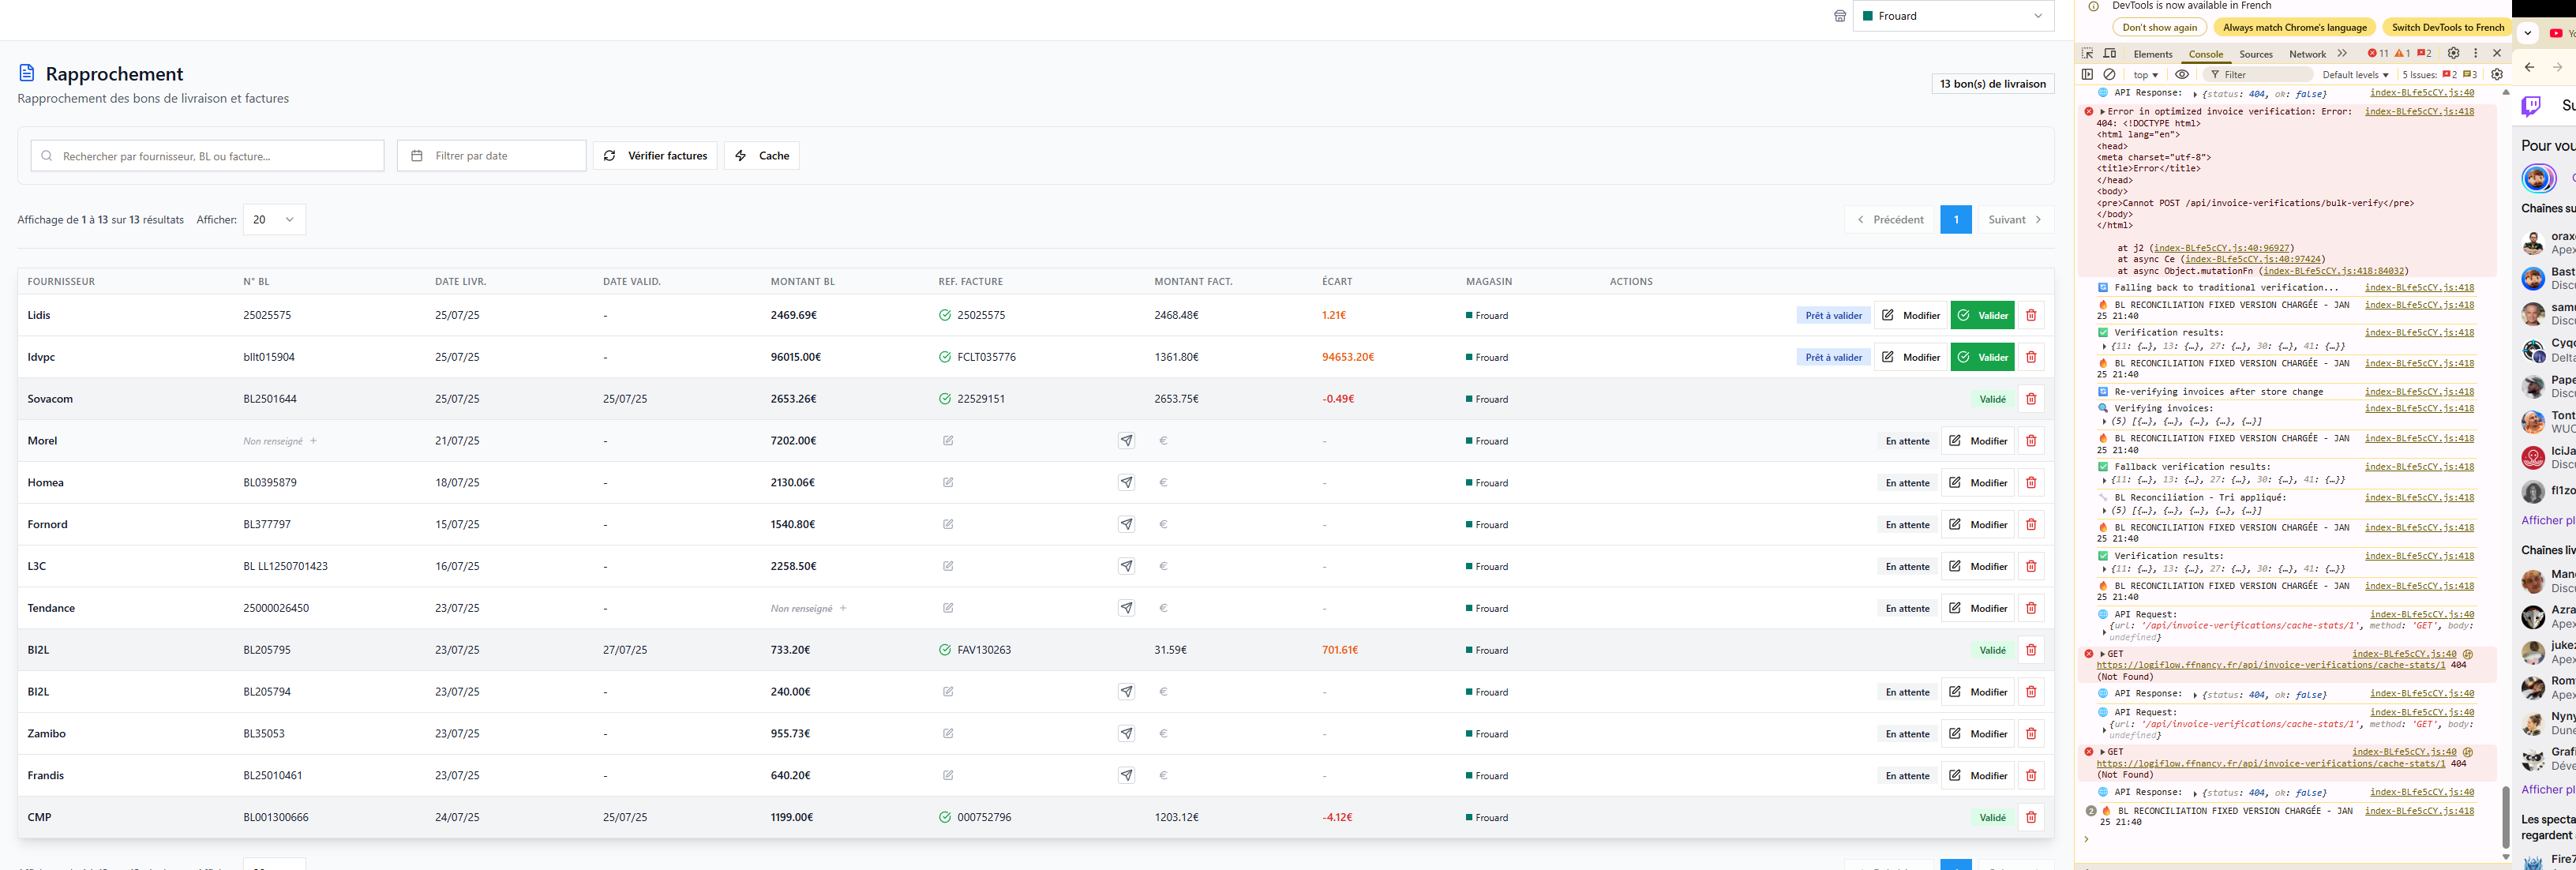 Frouard
Rapprochement
Rapprochement des bons de livraison et factures
13 bon(s) de livraison
Rechercher par fournisseur, BL ou facture...
Filtrer par date
Vérifier factures
Cache
Affichage de 1 à 13 sur 13 résultats Afficher: 20
Précédent 1 Suivant
FOURNISSEUR N° BL DATE LIVR. DATE VALID. MONTANT BL REF. FACTURE MONTANT FACT. ÉCART MAGASIN ACTIONS
Lidis 25025575 25/07/25 - 2469.69€ 25025575 2468.48€ 1.21€ Frouard Prêt à valider Modifier Valider
Idvpc bllt015904 25/07/25 - 96015.00€ FCLT035776 1361.80€ 94653.20€ Frouard Prêt à valider Modifier Valider
Sovacom BL2501644 25/07/25 25/07/25 2653.26€ 22529151 2653.75€ -0.49€ Frouard Validé
Morel Non renseigné + 21/07/25 - 7202.00€ € - Frouard En attente Modifier
Homea BL0395879 18/07/25 - 2130.06€ € - Frouard En attente Modifier
Fornord BL377797 15/07/25 - 1540.80€ € - Frouard En attente Modifier
L3C BL LL1250701423 16/07/25 - 2258.50€ € - Frouard En attente Modifier
Tendance 25000026450 23/07/25 - Non renseigné + € - Frouard En attente Modifier
BI2L BL205795 23/07/25 27/07/25 733.20€ FAV130263 31.59€ 701.61€ Frouard Validé
BI2L BL205794 23/07/25 - 240.00€ € - Frouard En attente Modifier
Zamibo BL35053 23/07/25 - 955.73€ € - Frouard En attente Modifier
Frandis BL25010461 23/07/25 - 640.20€ € - Frouard En attente Modifier
CMP BL001300666 24/07/25 25/07/25 1199.00€ 000752796 1203.12€ -4.12€ Frouard Validé
DevTools is now available in French
Don't show again Always match Chrome's language Switch DevTools to French
Elements Console Sources Network 11 1 2
top Filter Default levels 5 Issues: 2 3
API Response: {status: 404, ok: false} index-BLfe5cCY.js:40
Error in optimized invoice verification: Error: index-BLfe5cCY.js:418
404: <!DOCTYPE html>
<html lang="en">
<head>
<meta charset="utf-8">
<title>Error</title>
</head>
<body>
<pre>Cannot POST /api/invoice-verifications/bulk-verify</pre>
</body>
</html>
at j2 (index-BLfe5cCY.js:40:96927)
at async Ce (index-BLfe5cCY.js:40:97424)
at async Object.mutationFn (index-BLfe5cCY.js:418:84032)
Falling back to traditional verification... index-BLfe5cCY.js:418
BL RECONCILIATION FIXED VERSION CHARGÉE - JAN index-BLfe5cCY.js:418
25 21:40
Verification results: index-BLfe5cCY.js:418
{11: {…}, 13: {…}, 27: {…}, 30: {…}, 41: {…}}
BL RECONCILIATION FIXED VERSION CHARGÉE - JAN index-BLfe5cCY.js:418
25 21:40
Re-verifying invoices after store change index-BLfe5cCY.js:418
Verifying invoices: index-BLfe5cCY.js:418
(5) [{…}, {…}, {…}, {…}, {…}]
BL RECONCILIATION FIXED VERSION CHARGÉE - JAN index-BLfe5cCY.js:418
25 21:40
Fallback verification results: index-BLfe5cCY.js:418
{11: {…}, 13: {…}, 27: {…}, 30: {…}, 41: {…}}
BL Reconciliation - Tri appliqué: index-BLfe5cCY.js:418
(5) [{…}, {…}, {…}, {…}, {…}]
BL RECONCILIATION FIXED VERSION CHARGÉE - JAN index-BLfe5cCY.js:418
25 21:40
Verification results: index-BLfe5cCY.js:418
{11: {…}, 13: {…}, 27: {…}, 30: {…}, 41: {…}}
BL RECONCILIATION FIXED VERSION CHARGÉE - JAN index-BLfe5cCY.js:418
25 21:40
API Request: index-BLfe5cCY.js:40
{url: '/api/invoice-verifications/cache-stats/1', method: 'GET', body:
undefined}
GET index-BLfe5cCY.js:40
https://logiflow.ffnancy.fr/api/invoice-verifications/cache-stats/1 404
(Not Found)
API Response: {status: 404, ok: false} index-BLfe5cCY.js:40
API Request: index-BLfe5cCY.js:40
{url: '/api/invoice-verifications/cache-stats/1', method: 'GET', body:
undefined}
GET index-BLfe5cCY.js:40
https://logiflow.ffnancy.fr/api/invoice-verifications/cache-stats/1 404
(Not Found)
API Response: {status: 404, ok: false} index-BLfe5cCY.js:40
2 BL RECONCILIATION FIXED VERSION CHARGÉE - JAN index-BLfe5cCY.js:418
25 21:40
Yo
Su
Pour vou
Chaînes su
orax
Apex
Bast
Discu
samu
Discu
Cyqo
Delta
Pape
Discu
Tont
WUC
IciJa
Discu
fl1zo
Afficher pl
Chaînes liv
Mano
Discu
Azra
Apex
jukez
Apex
Rom
Apex
Nyny
Dune
Grafi
Déve
Afficher pl
Les specta
regardent
Fire7